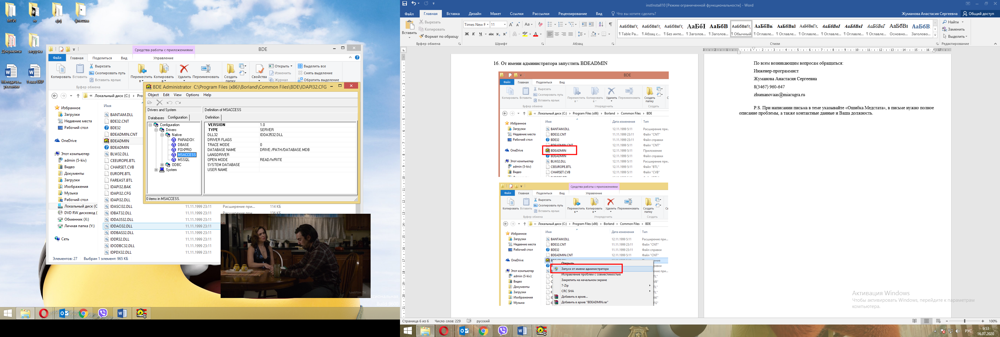 МТИ
нг
ajnj
флешка
Документы
загрузка
Методиче... указания
Темы ВКР
Средства работы с приложениями
BDE
Файл
Главная
Поделиться
Вид
Управление
Копировать
Вставить
Вырезать
Скопировать путь
Вставить ярлык
Буфер обмена
Переместить в
Копировать в
Удалить
Переименовать
Создать папку
Свойства
Открыть
Изменить
Журнал
Выделить все
Снять выделение
Обратить выделение
« Локальный диск (C:) Pro
Избранное
Загрузки
Недавние места
Рабочий стол
OneDrive
Этот компьютер
admin (5-kiv)
Видео
Документы
Загрузки
Изображения
Музыка
Рабочий стол
Локальный диск (C
DVD RW дисковод (
Обменник (X:)
Личная папка (Y:)
Сеть
Имя
BANTAM.DLL
BDE32.CNT
BDE32
BDEADMIN.CNT
BDEADMIN
BDEADMIN
BLW32.DLL
CEEUROPE.BTL
CHARSET.CVB
EUROPE.BTL
FAREAST.BTL
IDAPI32.BAK
IDAPI32.CFG
IDAPI32.DLL
IDASCI32.DLL 11.11.1999 23:11 Расширение при... 114 КБ
IDBAT32.DLL 11.11.1999 23:11 Расширение при... 136 КБ
IDDA3532.DLL 11.11.1999 23:11
IDDAO32.DLL 11.11.1999 23:11
IDDBAS32.DLL 11.11.1999 23:11
IDDR32.DLL 11.11.1999 23:11
IDODBC32.DLL 11.11.1999 23:11
IDPDX32.DLL 11.11.1999 23:11
Элементов: 27 Выбран 1 элемент: 965 КБ
BDE Administrator C:\Program Files (x86)\Borland\Common Files\BDE\IDAPI32.CFG
Object Edit View Options Help
Drivers and System
Definition of MSACCESS
Databases Configuration
Definition
Configuration
Drivers
Native
PARADOX
DBASE
FOXPRO
MSACCESS
MSSQL
ODBC
System
VERSION 1.0
TYPE SERVER
DLL32 IDDA3532.DLL
DRIVER FLAGS
TRACE MODE 0
DATABASE NAME DRIVE:/PATH/DATABASE.MDB
LANGDRIVER
OPEN MODE READ/WRITE
SYSTEM DATABASE
USER NAME
0 items in MSACCESS.
LostFilm.TV
Build 9600
instInstall10 [Режим ограниченной функциональности] - Word
Файл Главная Вставка Дизайн Макет Ссылки Рассылки Рецензирование Вид Что вы хотите сделать?
Жуманова Анастасия Сергеевна Общий доступ
Вставить
Вырезать
Копировать
Формат по образцу
Буфер обмена
Times New R 11
Шрифт
Абзац
¶ Table Pa... ¶ Абзац с... ¶ Без инте... ¶ Заголов... ¶ Заголов... ¶ Обычный ¶ Оглавле... ¶ Оглавле... ¶ Оглавле... ¶ Оглавле... ¶ Оглавле... ¶ Оглавле... Основно... Заголово...
Стили
Найти
Заменить
Выделить
Редактирование
16. От имени администратора запустить BDEADMIN
BDE
Файл Главная Поделиться Вид
Копировать Вставить
Вырезать
Скопировать путь
Вставить ярлык
Буфер обмена
Переместить в Копировать в Удалить Переименовать
Упорядочить
Создать папку
Создать
« Локальный диск (C:) Program Files (x86) Borland Common Files BDE
Избранное
Загрузки
Недавние места
Рабочий стол
OneDrive
Этот компьютер
admin (5-kiv)
Видео
Имя Дата изменения Тип
BANTAM.DLL 12.11.1999 5:11 Расширение при...
BDE32.CNT 11.11.1999 23:11 Файл "CNT"
BDE32 11.11.1999 23:11 Файл справки
BDEADMIN.CNT 12.11.1999 5:11 Файл "CNT"
BDEADMIN 12.11.1999 5:11 Приложение
BDEADMIN 12.11.1999 5:11 Файл справки
BLW32.DLL 12.11.1999 5:11 Расширение при...
CEEUROPE.BTL 12.11.1999 5:11 Файл "BTL"
CHARSET.CVB 12.11.1999 5:11 Файл "CVB"
Средства работы с приложениями
Файл Главная Поделиться Вид Управление
Копировать Вставить
Вырезать
Скопировать путь
Вставить ярлык
Буфер обмена
Переместить в Копировать в Удалить Переименовать
Упорядочить
Создать папку
Создать
« Локальный диск (C:) Program Files (x86) Borland Common Files BDE
Избранное
Загрузки
Недавние места
Рабочий стол
OneDrive
Этот компьютер
admin (5-kiv)
Видео
Документы
Загрузки
Изображения
Музыка
Имя Дата изменения Тип
BANTAM.DLL 12.11.1999 5:11 Расширение при...
BDE32.CNT 11.11.1999 23:11 Файл "CNT"
BDE32 11.11.1999 23:11 Файл справки
BDEADMIN.CNT 12.11.1999 5:11 Файл "CNT"
Открыть
Запуск от имени администратора
Исправление проблем с совместимостью
Закрепить на начальном экране
7-Zip
CRC SHA
Добавить в архив...
Добавить в архив "BDEADMIN.rar"
По всем возникающим вопросам обращаться:
Инженер-программист
Жуманова Анастасия Сергеевна
8(3467) 960-647
zhumanovaas@miacugra.ru
P.S. При написании письма в теме указывайте «Ошибка Медстата», в письме нужно полное
описание проблемы, а также контактные данные и Ваша должность.
Активация Windows
Чтобы активировать Windows, перейдите к параметрам
компьютера.
Страница 6 из 6 Число слов: 229 русский
100%
РУС
9:53
16.07.2020